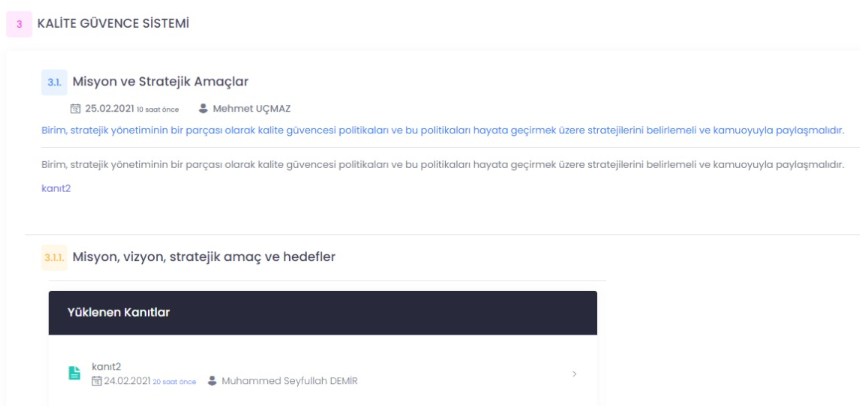 3 KALİTE GÜVENCE SİSTEMİ
3.1. Misyon ve Stratejik Amaçlar
25.02.2021 10 saat önce Mehmet UÇMAZ
Birim, stratejik yönetiminin bir parçası olarak kalite güvencesi politikaları ve bu politikaları hayata geçirmek üzere stratejilerini belirlemeli ve kamuoyuyla paylaşmalıdır.
Birim, stratejik yönetiminin bir parçası olarak kalite güvencesi politikaları ve bu politikaları hayata geçirmek üzere stratejilerini belirlemeli ve kamuoyuyla paylaşmalıdır.
kanıt2
3.1.1. Misyon, vizyon, stratejik amaç ve hedefler
Yüklenen Kanıtlar
kanıt2
24.02.2021 20 saat önce Muhammed Seyfullah DEMİR